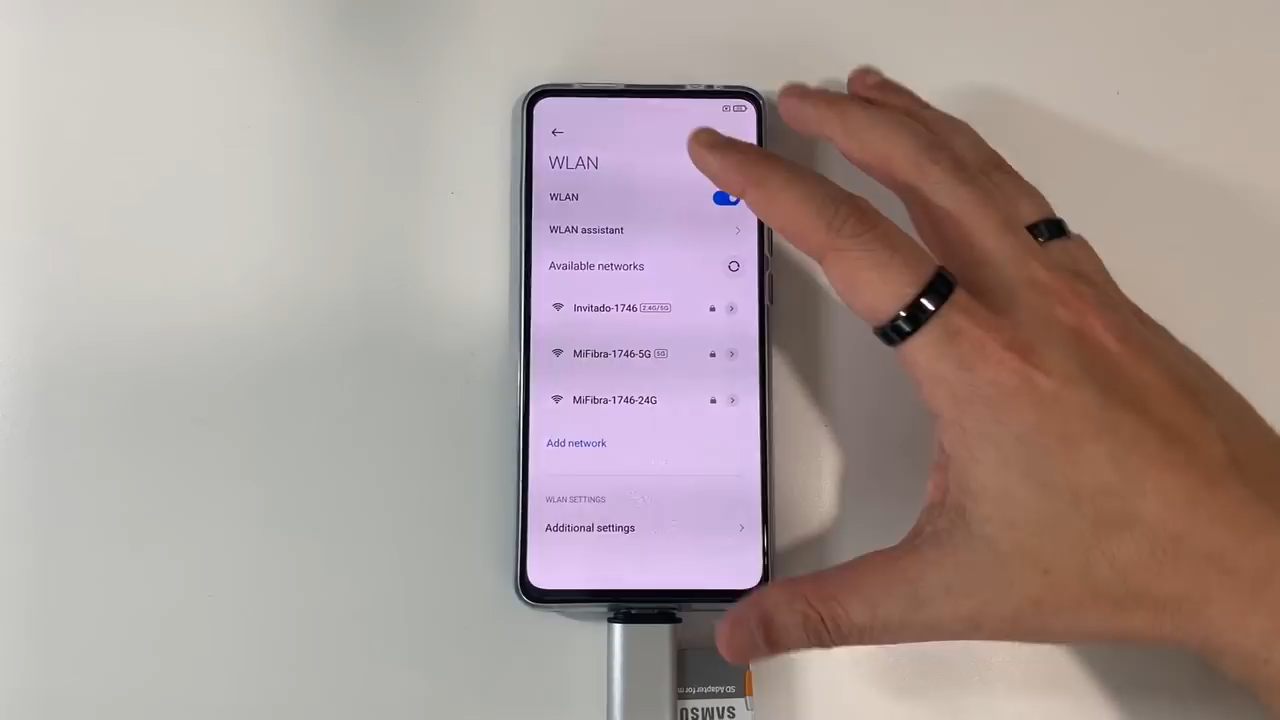 WLAN
WLAN
WLAN assistant
Available networks
Invitado-1746 2.4G/5G
MiFibra-1746-5G 5G
MiFibra-1746-24G
Add network
WLAN SETTINGS
Additional settings
SD Adapter for m
SAMSU